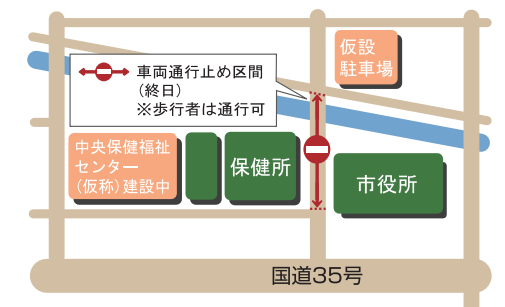 仮設
駐車場
車両通行止め区間
（終日）
※歩行者は通行可
中央保健福祉
センター
（仮称）建設中
保健所
市役所
国道35号